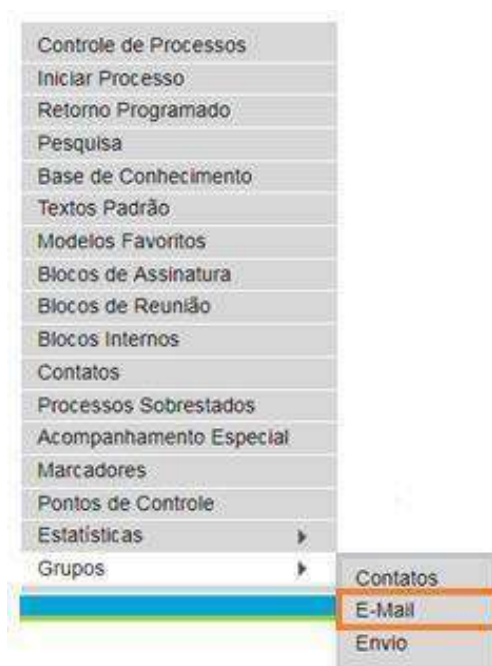 Controle de Processos
Iniciar Processo
Retorno Programado
Pesquisa
Base de Conhecimento
Textos Padrão
Modelos Favoritos
Blocos de Assinatura
Blocos de Reunião
Blocos Internos
Contatos
Processos Sobrestados
Acompanhamento Especial
Marcadores
Pontos de Controle
Estatísticas
Grupos
Contatos
E-Mail
Envio